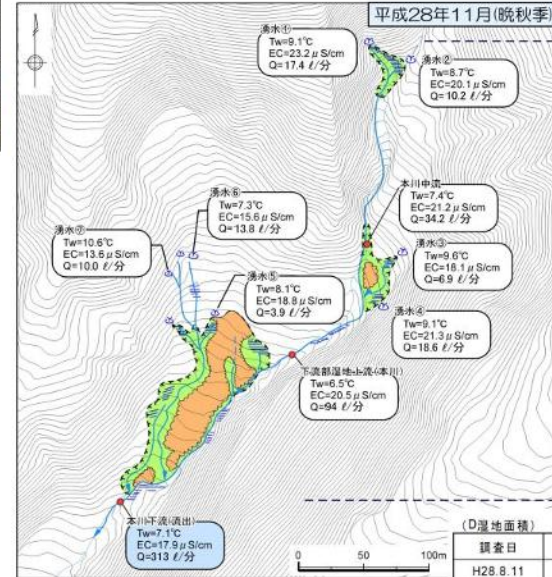 平成28年11月(晩秋季)
湧水①
Tw=9.1℃
EC=23.2μS/cm
Q=17.4 ℓ/分
湧水②
Tw=8.7℃
EC=20.1μS/cm
Q=10.2 ℓ/分
本川中流
Tw=7.4℃
EC=21.2μS/cm
Q=34.2 ℓ/分
湧水⑥
Tw=7.3℃
EC=15.6μS/cm
Q=13.8 ℓ/分
湧水⑦
Tw=10.6℃
EC=13.6μS/cm
Q=10.0 ℓ/分
湧水③
Tw=9.6℃
EC=18.1μS/cm
Q=6.9 ℓ/分
湧水⑤
Tw=8.1℃
EC=18.8μS/cm
Q=3.9 ℓ/分
湧水④
Tw=9.1℃
EC=21.3μS/cm
Q=18.6 ℓ/分
下流部湿地上流(本川)
Tw=6.5℃
EC=20.5μS/cm
Q=94 ℓ/分
本川下流(流出)
Tw=7.1℃
EC=17.9μS/cm
Q=313 ℓ/分
0 50 100m
(D湿地面積)
調査日
H28.8.11